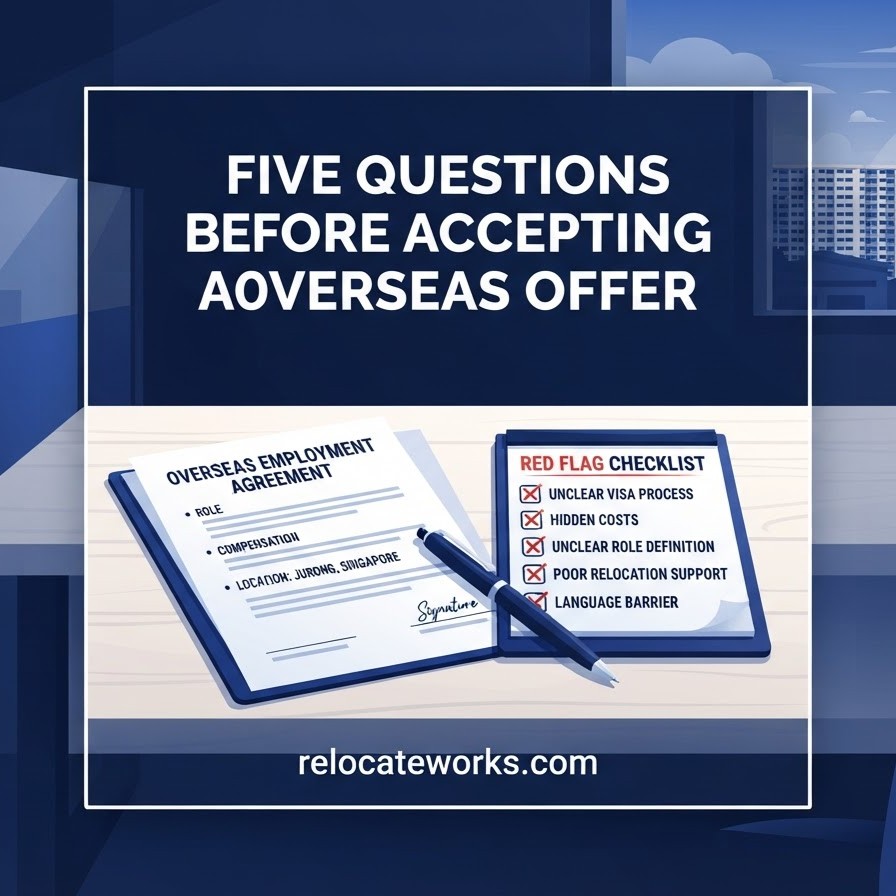 FIVE QUESTIONS
BEFORE ACCEPTING
AOVERSEAS OFFER
OVERSEAS EMPLOYMENT
AGREEMENT
• ROLE
• COMPENSATION
• LOCATION: JURONG, SINGAPORE
Signature
RED FLAG CHECKLIST
UNCLEAR VISA PROCESS
HIDDEN COSTS
UNCLEAR ROLE DEFINITION
POOR RELOCATION SUPPORT
LANGUAGE BARRIER
relocateworks.com